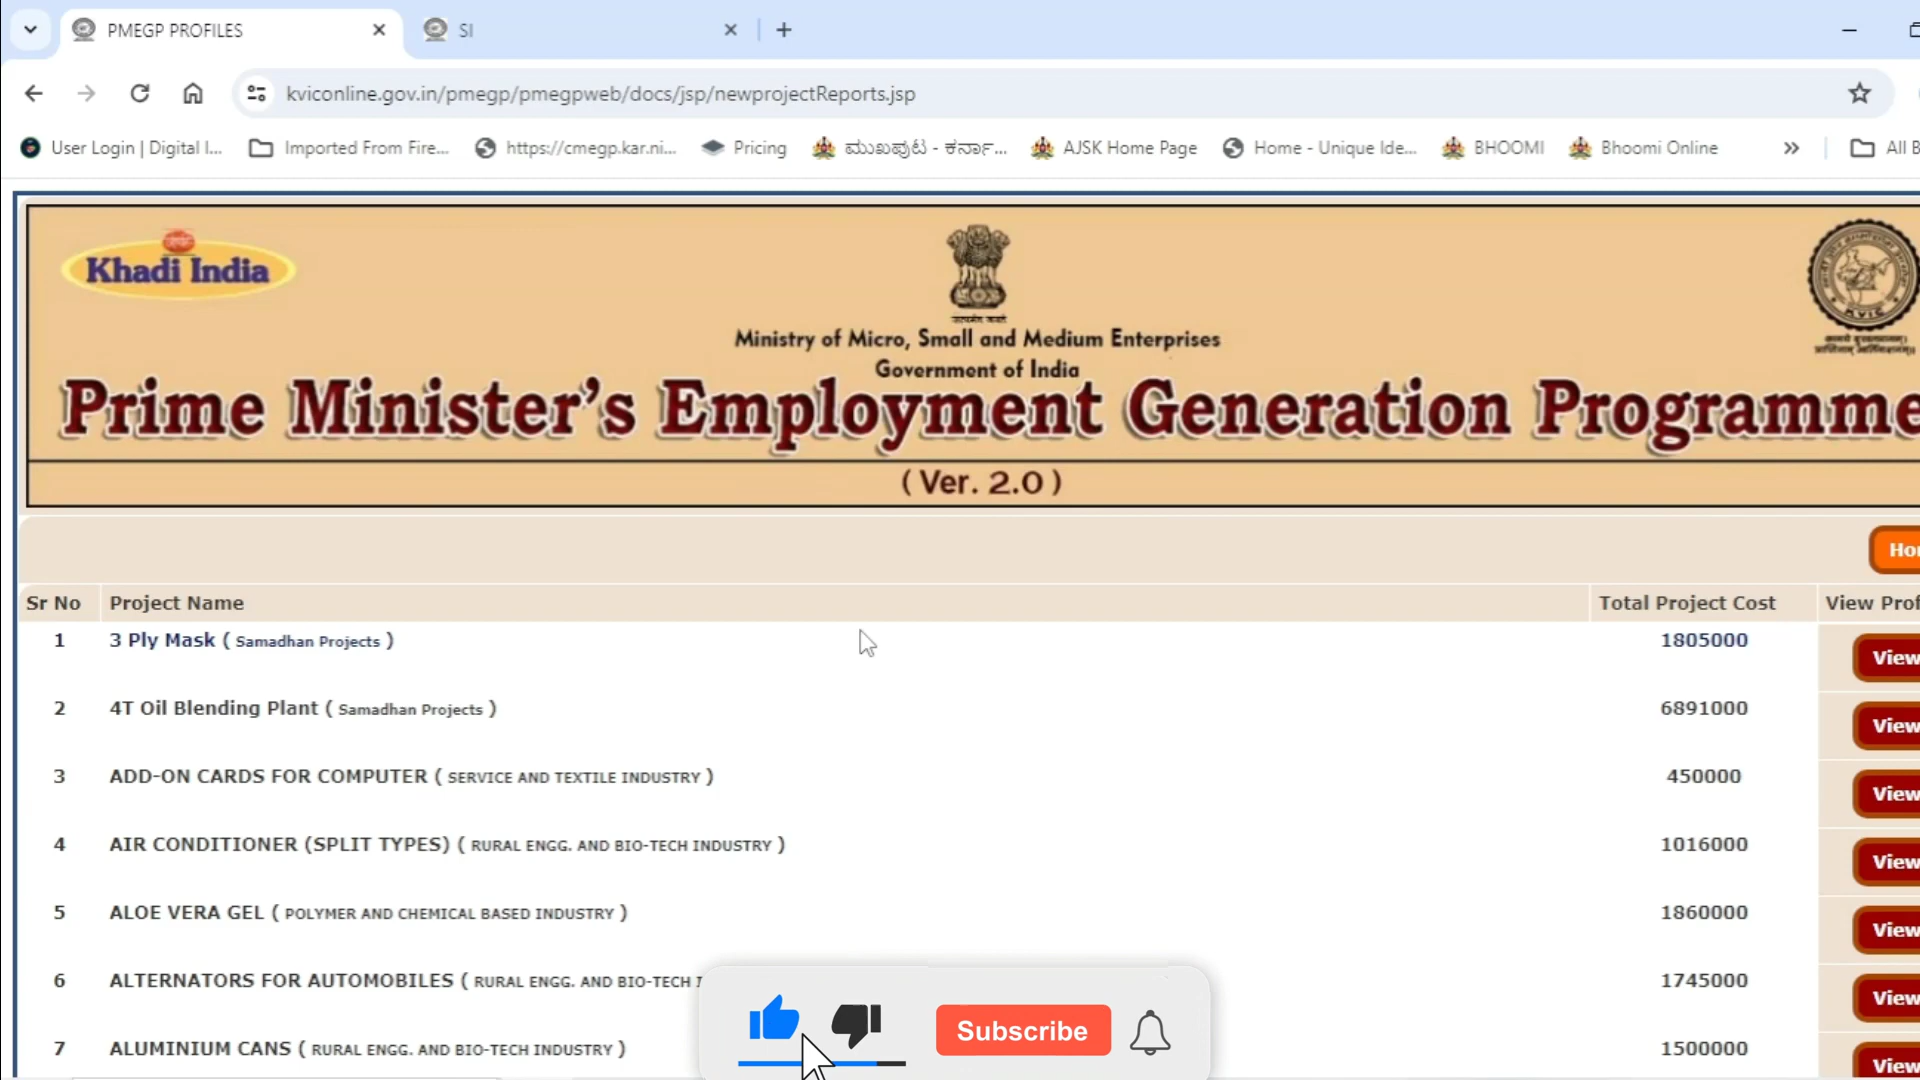 PMEGP PROFILES
SI
kviconline.gov.in/pmegp/pmegpweb/docs/jsp/newprojectReports.jsp
User Login | Digital I...
Imported From Fire...
https://cmegp.kar.ni...
Pricing
ಮುಖಪುಟ - ಕರ್ನಾ...
AJSK Home Page
Home - Unique Ide...
BHOOMI
Bhoomi Online
All B
Khadi India
Ministry of Micro, Small and Medium Enterprises
Government of India
Prime Minister's Employment Generation Programme
( Ver. 2.0 )
KVIC
Sr No Project Name Total Project Cost View
1 3 Ply Mask ( Samadhan Projects ) 1805000 View
2 4T Oil Blending Plant ( Samadhan Projects ) 6891000 View
3 ADD-ON CARDS FOR COMPUTER ( SERVICE AND TEXTILE INDUSTRY ) 450000 View
4 AIR CONDITIONER (SPLIT TYPES) ( RURAL ENGG. AND BIO-TECH INDUSTRY ) 1016000 View
5 ALOE VERA GEL ( POLYMER AND CHEMICAL BASED INDUSTRY ) 1860000 View
6 ALTERNATORS FOR AUTOMOBILES ( RURAL ENGG. AND BIO-TECH 1745000 View
7 ALUMINIUM CANS ( RURAL ENGG. AND BIO-TECH INDUSTRY ) 1500000 View
Subscribe